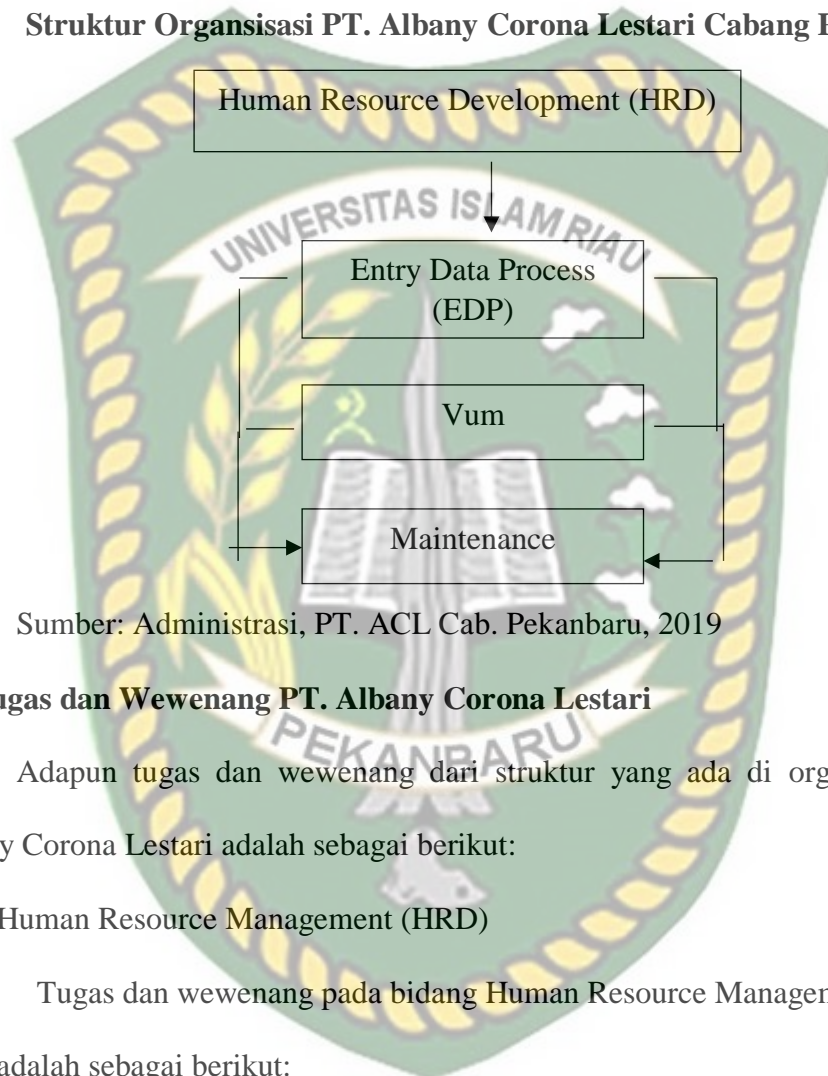 Struktur Organsisasi PT. Albany Corona Lestari Cabang
Human Resource Development (HRD)
UNIVERSITAS ISLAM RIAU
Entry Data Process
(EDP)
Vum
Maintenance
Sumber: Administrasi, PT. ACL Cab. Pekanbaru, 2019
ugas dan Wewenang PT. Albany Corona Lestari
PEKANBARU
Adapun tugas dan wewenang dari struktur yang ada di
y Corona Lestari adalah sebagai berikut:
Human Resource Management (HRD)
Tugas dan wewenang pada bidang Human Resource
adalah sebagai berikut: